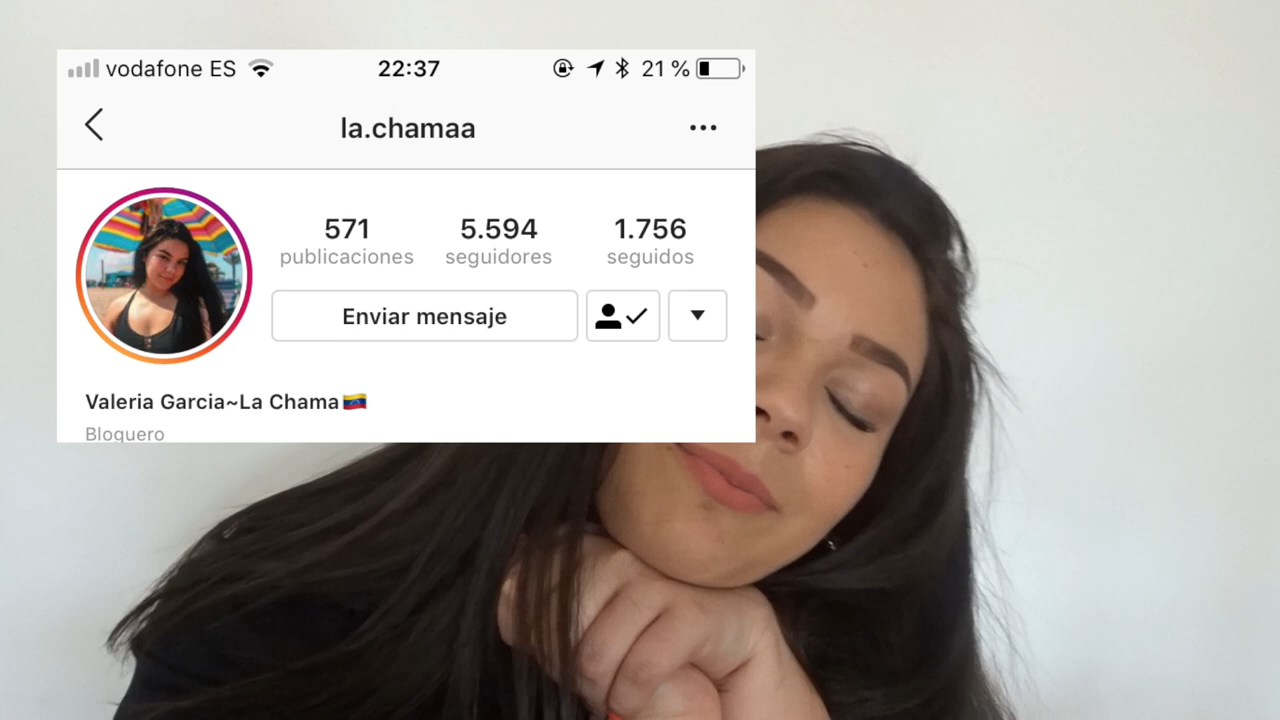 vodafone ES 22:37 21 %
la.chamaa
571 5.594 1.756
publicaciones seguidores seguidos
Enviar mensaje
Valeria Garcia~La Chama🇻🇪
Bloguero